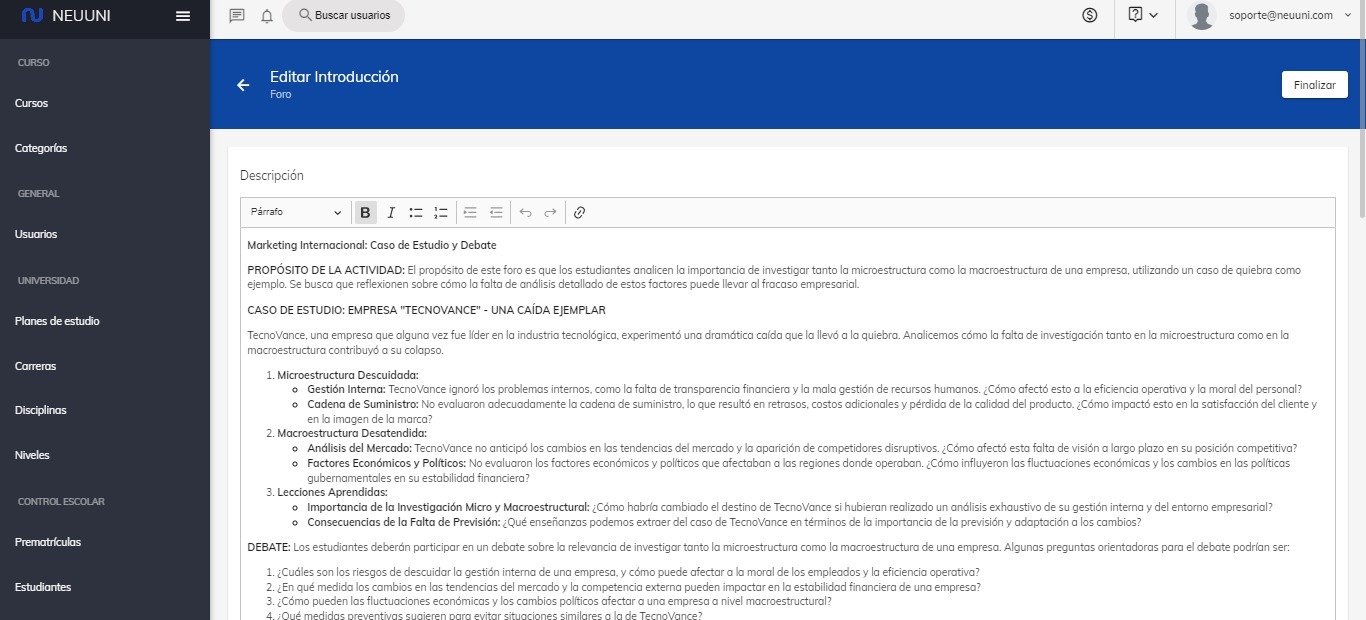 NEUUNI
Buscar usuarios
soporte@neuuni.com
CURSO
Cursos
Categorías
GENERAL
Usuarios
UNIVERSIDAD
Planes de estudio
Carreras
Disciplinas
Niveles
CONTROL ESCOLAR
Prematrículas
Estudiantes
Editar Introducción
Foro
Finalizar
Descripción
Párrafo
Marketing Internacional: Caso de Estudio y Debate
PROPÓSITO DE LA ACTIVIDAD: El propósito de este foro es que los estudiantes analicen la importancia de investigar tanto la microestructura como la macroestructura de una empresa, utilizando un caso de quiebra como
ejemplo. Se busca que reflexionen sobre cómo la falta de análisis detallado de estos factores puede llevar al fracaso empresarial.
CASO DE ESTUDIO: EMPRESA "TECNOVANCE" - UNA CAÍDA EJEMPLAR
TecnoVance, una empresa que alguna vez fue líder en la industria tecnológica, experimentó una dramática caída que la llevó a la quiebra. Analicemos cómo la falta de investigación tanto en la microestructura como en la
macroestructura contribuyó a su colapso.
1. Microestructura Descuidada:
Gestión Interna: TecnoVance ignoró los problemas internos, como la falta de transparencia financiera y la mala gestión de recursos humanos. ¿Cómo afectó esto a la eficiencia operativa y la moral del personal?
Cadena de Suministro: No evaluaron adecuadamente la cadena de suministro, lo que resultó en retrasos, costos adicionales y pérdida de la calidad del producto. ¿Cómo impactó esto en la satisfacción del cliente y
en la imagen de la marca?
2. Macroestructura Desatendida:
Análisis del Mercado: TecnoVance no anticipó los cambios en las tendencias del mercado y la aparición de competidores disruptivos. ¿Cómo afectó esta falta de visión a largo plazo en su posición competitiva?
Factores Económicos y Políticos: No evaluaron los factores económicos y políticos que afectaban a las regiones donde operaban. ¿Cómo influyeron las fluctuaciones económicas y los cambios en las políticas
gubernamentales en su estabilidad financiera?
3. Lecciones Aprendidas:
Importancia de la Investigación Micro y Macroestructural: ¿Cómo habría cambiado el destino de TecnoVance si hubieran realizado un análisis exhaustivo de su gestión interna y del entorno empresarial?
Consecuencias de la Falta de Previsión: ¿Qué enseñanzas podemos extraer del caso de TecnoVance en términos de la importancia de la previsión y adaptación a los cambios?
DEBATE: Los estudiantes deberán participar en un debate sobre la relevancia de investigar tanto la microestructura como la macroestructura de una empresa. Algunas preguntas orientadoras para el debate podrían ser:
1. ¿Cuáles son los riesgos de descuidar la gestión interna de una empresa, y cómo puede afectar a la moral de los empleados y la eficiencia operativa?
2. ¿En qué medida los cambios en las tendencias del mercado y la competencia externa pueden impactar en la estabilidad financiera de una empresa?
3. ¿Cómo pueden las fluctuaciones económicas y los cambios políticos afectar a una empresa a nivel macroestructural?
4. ¿Qué medidas preventivas sugieren para evitar situaciones similares a la de TecnoVance?